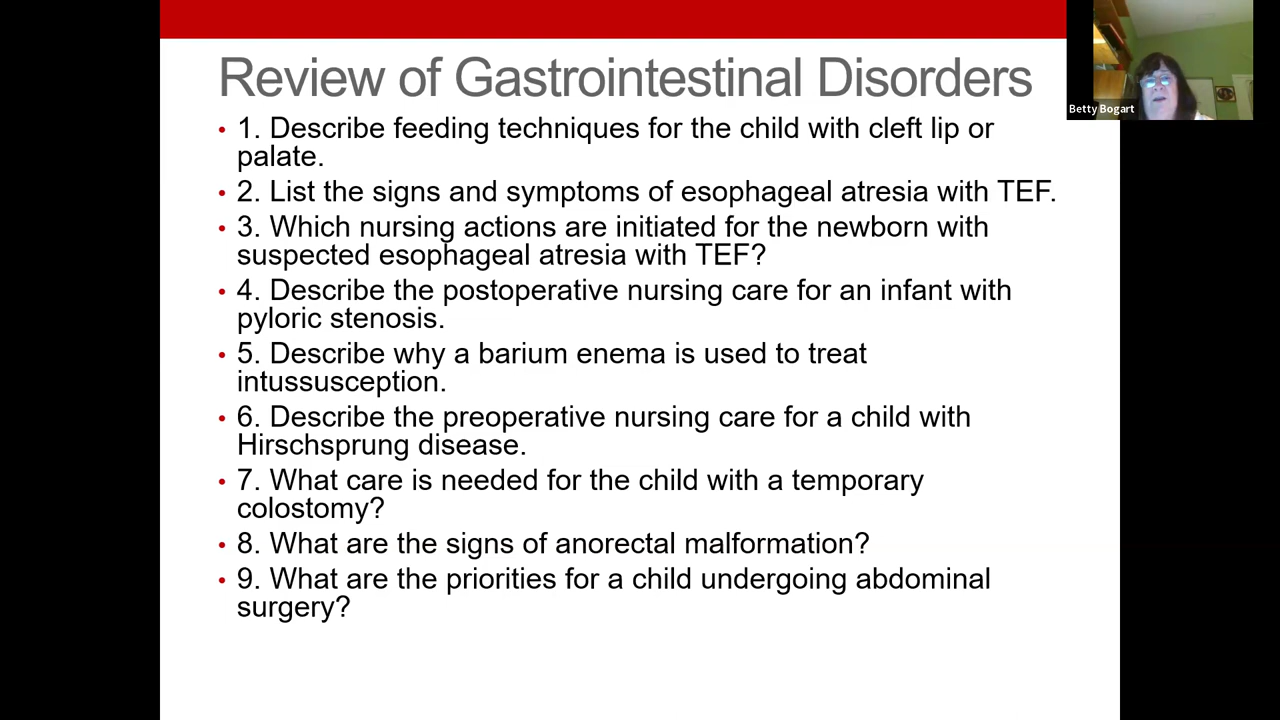 Review of Gastrointestinal Disorders
Betty Bogart
• 1. Describe feeding techniques for the child with cleft lip or
palate.
• 2. List the signs and symptoms of esophageal atresia with TEF.
• 3. Which nursing actions are initiated for the newborn with
suspected esophageal atresia with TEF?
• 4. Describe the postoperative nursing care for an infant with
pyloric stenosis.
• 5. Describe why a barium enema is used to treat
intussusception.
• 6. Describe the preoperative nursing care for a child with
Hirschsprung disease.
• 7. What care is needed for the child with a temporary
colostomy?
• 8. What are the signs of anorectal malformation?
• 9. What are the priorities for a child undergoing abdominal
surgery?